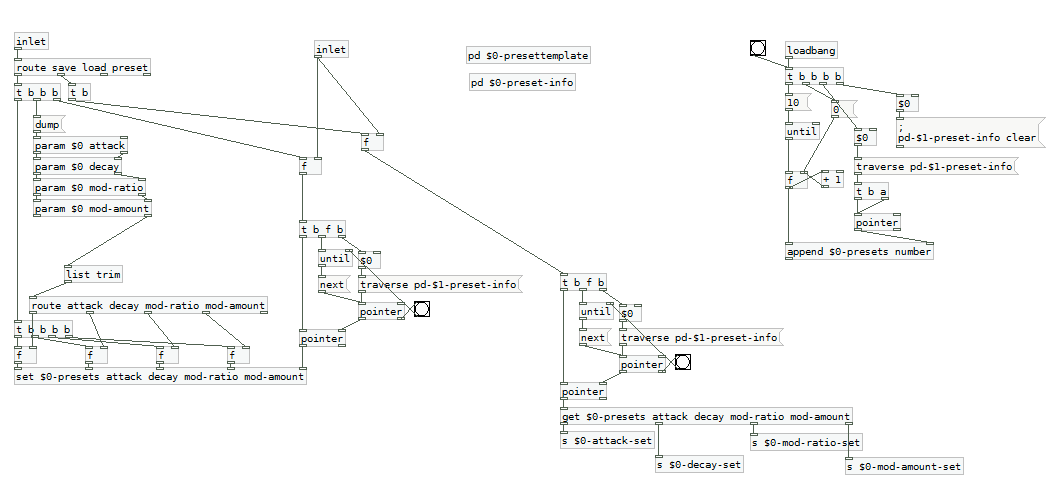 inlet
route save load preset
t b b b
t b
dump
param $0 attack
param $0 decay
param $0 mod-ratio
param $0 mod-amount
list trim
route attack decay mod-ratio mod-amount
t b b b b
f
f
f
f
set $0-presets attack decay mod-ratio mod-amount
inlet
f
f
t b f b
until
$0
next
traverse pd-$1-preset-info
pointer
pointer
pd $0-presettemplate
pd $0-preset-info
t b f b
until
$0
next
traverse pd-$1-preset-info
pointer
pointer
get $0-presets attack decay mod-ratio mod-amount
s $0-attack-set
s $0-decay-set
s $0-mod-ratio-set
s $0-mod-amount-set
loadbang
t b b b b
10
0
$0
;
pd-$1-preset-info clear
until
$0
traverse pd-$1-preset-info
f
+ 1
t b a
pointer
append $0-presets number